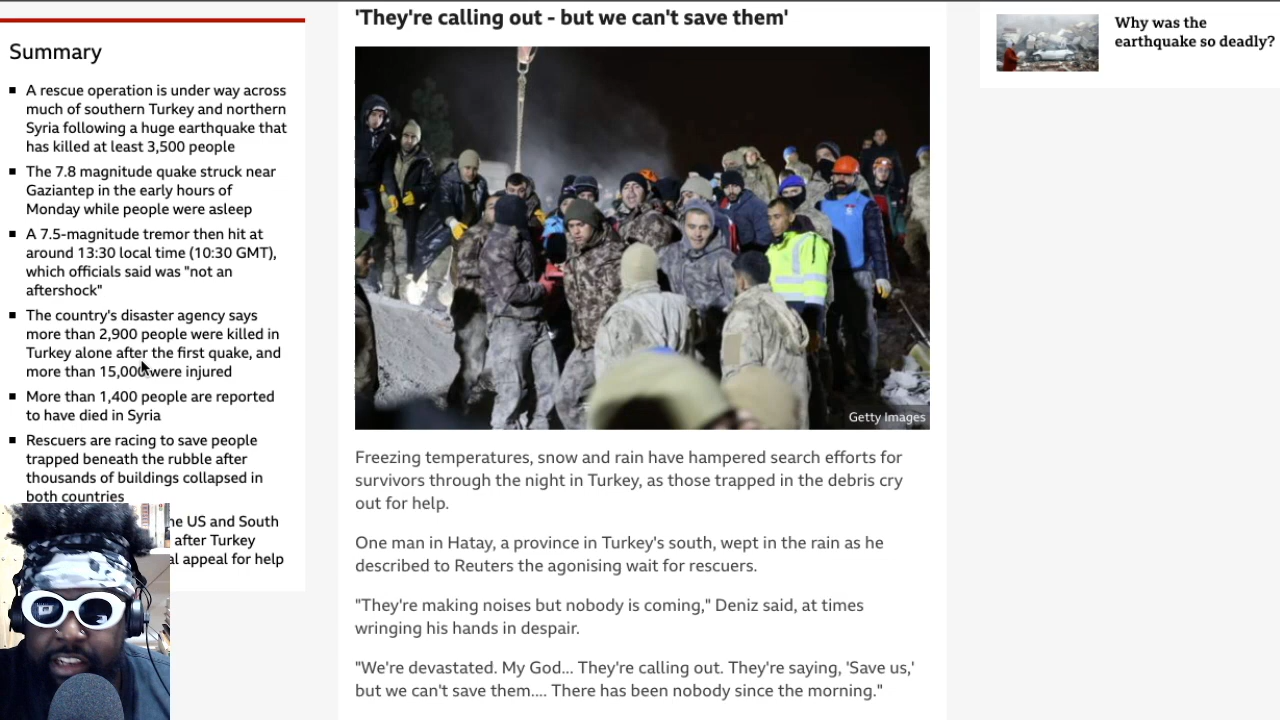 Summary
A rescue operation is under way across
much of southern Turkey and northern
Syria following a huge earthquake that
has killed at least 3,500 people
The 7.8 magnitude quake struck near
Gaziantep in the early hours of
Monday while people were asleep
A 7.5-magnitude tremor then hit at
around 13:30 local time (10:30 GMT),
which officials said was "not an
aftershock"
The country's disaster agency says
more than 2,900 people were killed in
Turkey alone after the first quake, and
more than 15,000 were injured
More than 1,400 people are reported
to have died in Syria
Rescuers are racing to save people
trapped beneath the rubble after
thousands of buildings collapsed in
both countries
US and South
after Turkey
appeal for help
'They're calling out - but we can't save them'
Getty Images
Freezing temperatures, snow and rain have hampered search efforts for
survivors through the night in Turkey, as those trapped in the debris cry
out for help.
One man in Hatay, a province in Turkey's south, wept in the rain as he
described to Reuters the agonising wait for rescuers.
"They're making noises but nobody is coming," Deniz said, at times
wringing his hands in despair.
"We're devastated. My God... They're calling out. They're saying, 'Save us,'
but we can't save them.... There has been nobody since the morning."
Why was the
earthquake so deadly?